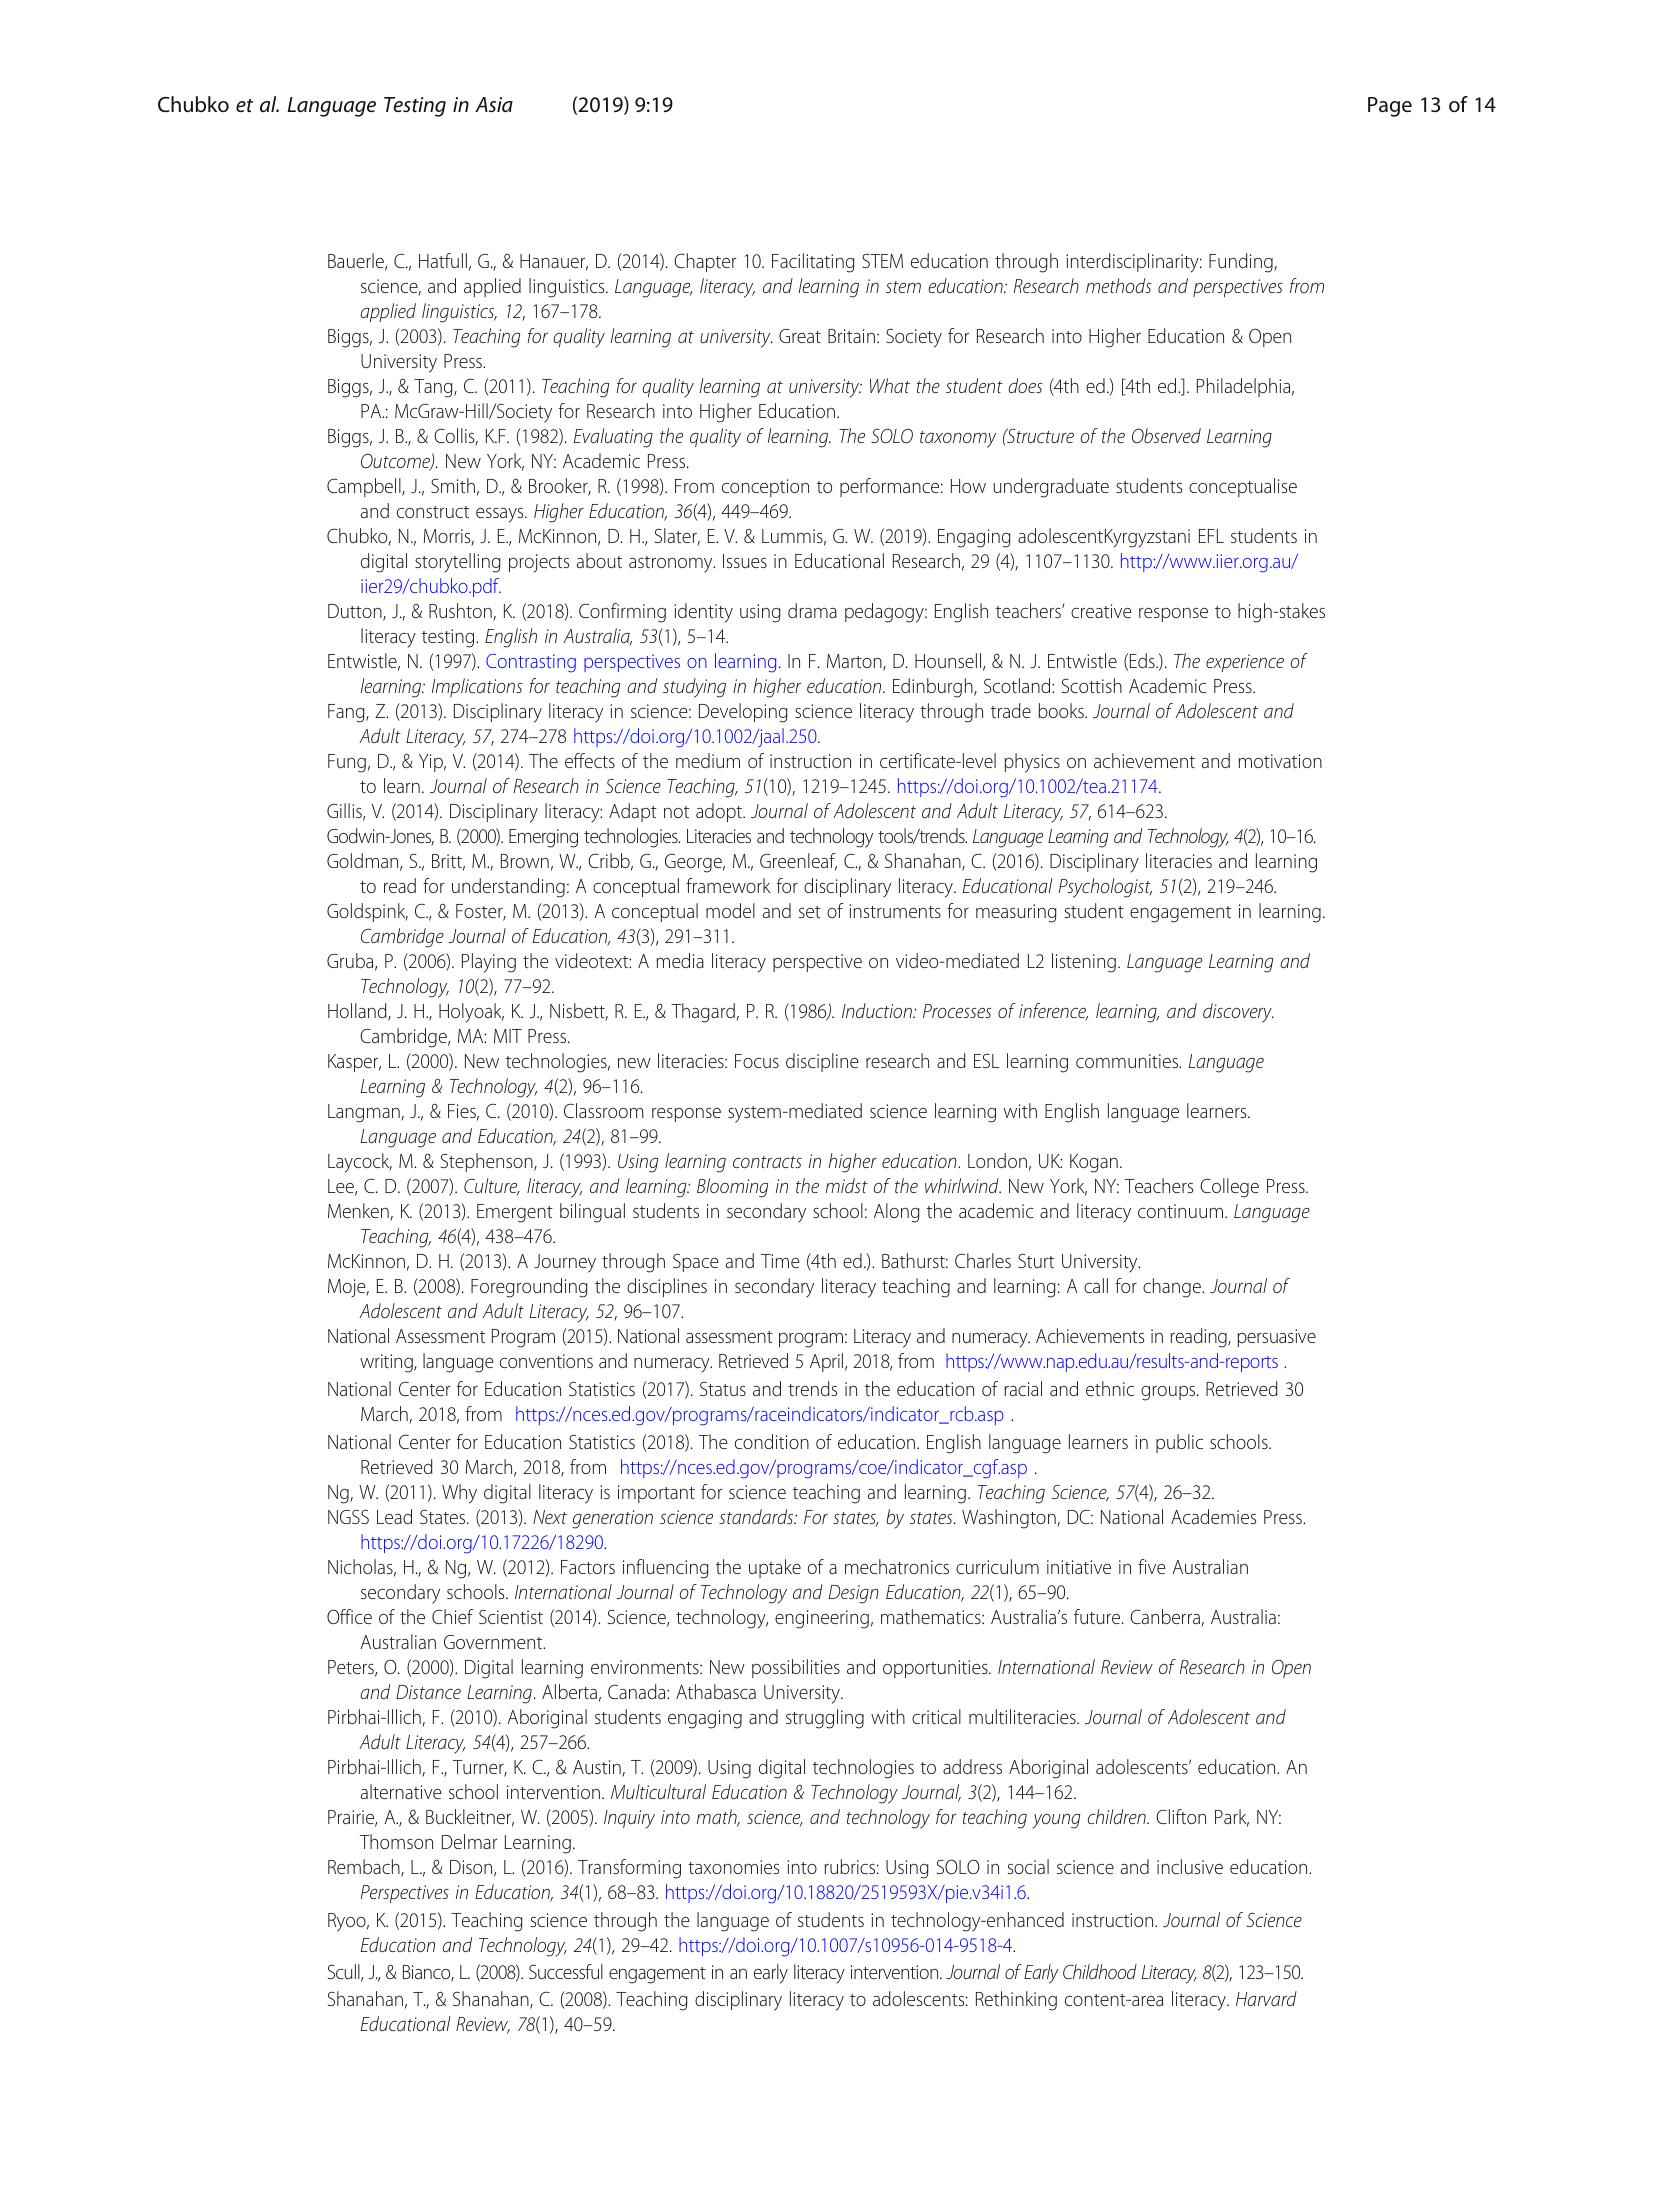 Chubko et al. Language Testing in Asia (2019) 9:19 Page 13 of 14
Bauerle, C., Hatfull, G., & Hanauer, D. (2014). Chapter 10. Facilitating STEM education through interdisciplinarity: Funding,
science, and applied linguistics. Language, literacy, and learning in stem education: Research methods and perspectives from
applied linguistics, 12, 167–178.
Biggs, J. (2003). Teaching for quality learning at university. Great Britain: Society for Research into Higher Education & Open
University Press.
Biggs, J., & Tang, C. (2011). Teaching for quality learning at university: What the student does (4th ed.) [4th ed.]. Philadelphia,
PA.: McGraw-Hill/Society for Research into Higher Education.
Biggs, J. B., & Collis, K.F. (1982). Evaluating the quality of learning. The SOLO taxonomy (Structure of the Observed Learning
Outcome). New York, NY: Academic Press.
Campbell, J., Smith, D., & Brooker, R. (1998). From conception to performance: How undergraduate students conceptualise
and construct essays. Higher Education, 36(4), 449–469.
Chubko, N., Morris, J. E., McKinnon, D. H., Slater, E. V. & Lummis, G. W. (2019). Engaging adolescentKyrgyzstani EFL students in
digital storytelling projects about astronomy. Issues in Educational Research, 29 (4), 1107–1130. http://www.iier.org.au/
iier29/chubko.pdf.
Dutton, J., & Rushton, K. (2018). Confirming identity using drama pedagogy: English teachers’ creative response to high-stakes
literacy testing. English in Australia, 53(1), 5–14.
Entwistle, N. (1997). Contrasting perspectives on learning. In F. Marton, D. Hounsell, & N. J. Entwistle (Eds.). The experience of
learning: Implications for teaching and studying in higher education. Edinburgh, Scotland: Scottish Academic Press.
Fang, Z. (2013). Disciplinary literacy in science: Developing science literacy through trade books. Journal of Adolescent and
Adult Literacy, 57, 274–278 https://doi.org/10.1002/jaal.250.
Fung, D., & Yip, V. (2014). The effects of the medium of instruction in certificate-level physics on achievement and motivation
to learn. Journal of Research in Science Teaching, 51(10), 1219–1245. https://doi.org/10.1002/tea.21174.
Gillis, V. (2014). Disciplinary literacy: Adapt not adopt. Journal of Adolescent and Adult Literacy, 57, 614–623.
Godwin-Jones, B. (2000). Emerging technologies. Literacies and technology tools/trends. Language Learning and Technology, 4(2), 10–16.
Goldman, S., Britt, M., Brown, W., Cribb, G., George, M., Greenleaf, C., & Shanahan, C. (2016). Disciplinary literacies and learning
to read for understanding: A conceptual framework for disciplinary literacy. Educational Psychologist, 51(2), 219–246.
Goldspink, C., & Foster, M. (2013). A conceptual model and set of instruments for measuring student engagement in learning.
Cambridge Journal of Education, 43(3), 291–311.
Gruba, P. (2006). Playing the videotext: A media literacy perspective on video-mediated L2 listening. Language Learning and
Technology, 10(2), 77–92.
Holland, J. H., Holyoak, K. J., Nisbett, R. E., & Thagard, P. R. (1986). Induction: Processes of inference, learning, and discovery.
Cambridge, MA: MIT Press.
Kasper, L. (2000). New technologies, new literacies: Focus discipline research and ESL learning communities. Language
Learning & Technology, 4(2), 96–116.
Langman, J., & Fies, C. (2010). Classroom response system-mediated science learning with English language learners.
Language and Education, 24(2), 81–99.
Laycock, M. & Stephenson, J. (1993). Using learning contracts in higher education. London, UK: Kogan.
Lee, C. D. (2007). Culture, literacy, and learning: Blooming in the midst of the whirlwind. New York, NY: Teachers College Press.
Menken, K. (2013). Emergent bilingual students in secondary school: Along the academic and literacy continuum. Language
Teaching, 46(4), 438–476.
McKinnon, D. H. (2013). A Journey through Space and Time (4th ed.). Bathurst: Charles Sturt University.
Moje, E. B. (2008). Foregrounding the disciplines in secondary literacy teaching and learning: A call for change. Journal of
Adolescent and Adult Literacy, 52, 96–107.
National Assessment Program (2015). National assessment program: Literacy and numeracy. Achievements in reading, persuasive
writing, language conventions and numeracy. Retrieved 5 April, 2018, from https://www.nap.edu.au/results-and-reports .
National Center for Education Statistics (2017). Status and trends in the education of racial and ethnic groups. Retrieved 30
March, 2018, from https://nces.ed.gov/programs/raceindicators/indicator_rcb.asp .
National Center for Education Statistics (2018). The condition of education. English language learners in public schools.
Retrieved 30 March, 2018, from https://nces.ed.gov/programs/coe/indicator_cgf.asp .
Ng, W. (2011). Why digital literacy is important for science teaching and learning. Teaching Science, 57(4), 26–32.
NGSS Lead States. (2013). Next generation science standards: For states, by states. Washington, DC: National Academies Press.
https://doi.org/10.17226/18290.
Nicholas, H., & Ng, W. (2012). Factors influencing the uptake of a mechatronics curriculum initiative in five Australian
secondary schools. International Journal of Technology and Design Education, 22(1), 65–90.
Office of the Chief Scientist (2014). Science, technology, engineering, mathematics: Australia’s future. Canberra, Australia:
Australian Government.
Peters, O. (2000). Digital learning environments: New possibilities and opportunities. International Review of Research in Open
and Distance Learning. Alberta, Canada: Athabasca University.
Pirbhai-Illich, F. (2010). Aboriginal students engaging and struggling with critical multiliteracies. Journal of Adolescent and
Adult Literacy, 54(4), 257–266.
Pirbhai-Illich, F., Turner, K. C., & Austin, T. (2009). Using digital technologies to address Aboriginal adolescents’ education. An
alternative school intervention. Multicultural Education & Technology Journal, 3(2), 144–162.
Prairie, A., & Buckleitner, W. (2005). Inquiry into math, science, and technology for teaching young children. Clifton Park, NY:
Thomson Delmar Learning.
Rembach, L., & Dison, L. (2016). Transforming taxonomies into rubrics: Using SOLO in social science and inclusive education.
Perspectives in Education, 34(1), 68–83. https://doi.org/10.18820/2519593X/pie.v34i1.6.
Ryoo, K. (2015). Teaching science through the language of students in technology-enhanced instruction. Journal of Science
Education and Technology, 24(1), 29–42. https://doi.org/10.1007/s10956-014-9518-4.
Scull, J., & Bianco, L. (2008). Successful engagement in an early literacy intervention. Journal of Early Childhood Literacy, 8(2), 123–150.
Shanahan, T., & Shanahan, C. (2008). Teaching disciplinary literacy to adolescents: Rethinking content-area literacy. Harvard
Educational Review, 78(1), 40–59.